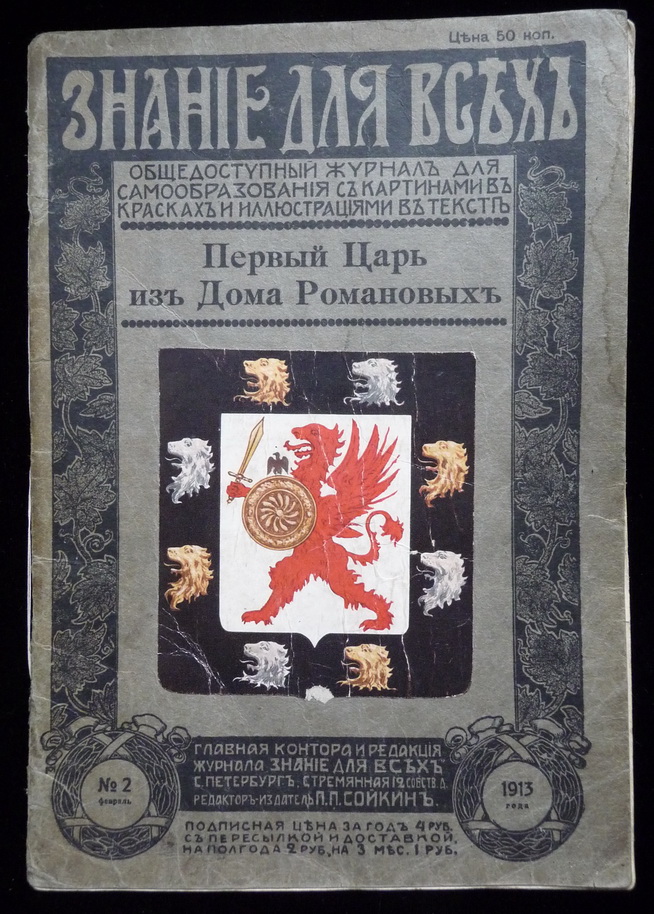 Цѣна 50 коп.
ЗНАНІЕ ДЛЯ ВСѢХЪ
ОБЩЕДОСТУПНЫЙ ЖУРНАЛЪ ДЛЯ
САМООБРАЗОВАНІЯ СЪ КАРТИНАМИ ВЪ
КРАСКАХЪ И ИЛЛЮСТРАЦІЯМИ ВЪ ТЕКСТѢ
Первый Царь
изъ Дома Романовыхъ
ГЛАВНАЯ КОНТОРА И РЕДАКЦІЯ
ЖУРНАЛА „ЗНАНІЕ ДЛЯ ВСѢХЪ"
С. ПЕТЕРБУРГЪ, СТРЕМЯННАЯ 12 СОБСТВ. Д.
РЕДАКТОРЪ-ИЗДАТЕЛЬ П.П. СОЙКИНЪ.
№ 2
февраль
1913
года
ПОДПИСНАЯ ЦѢНА ЗА ГОДЪ 4 РУБ.
СЪ ПЕРЕСЫЛКОЙ И ДОСТАВКОЙ,
НА ПОЛГОДА 2 РУБ., НА 3 МѢС. 1 РУБ.